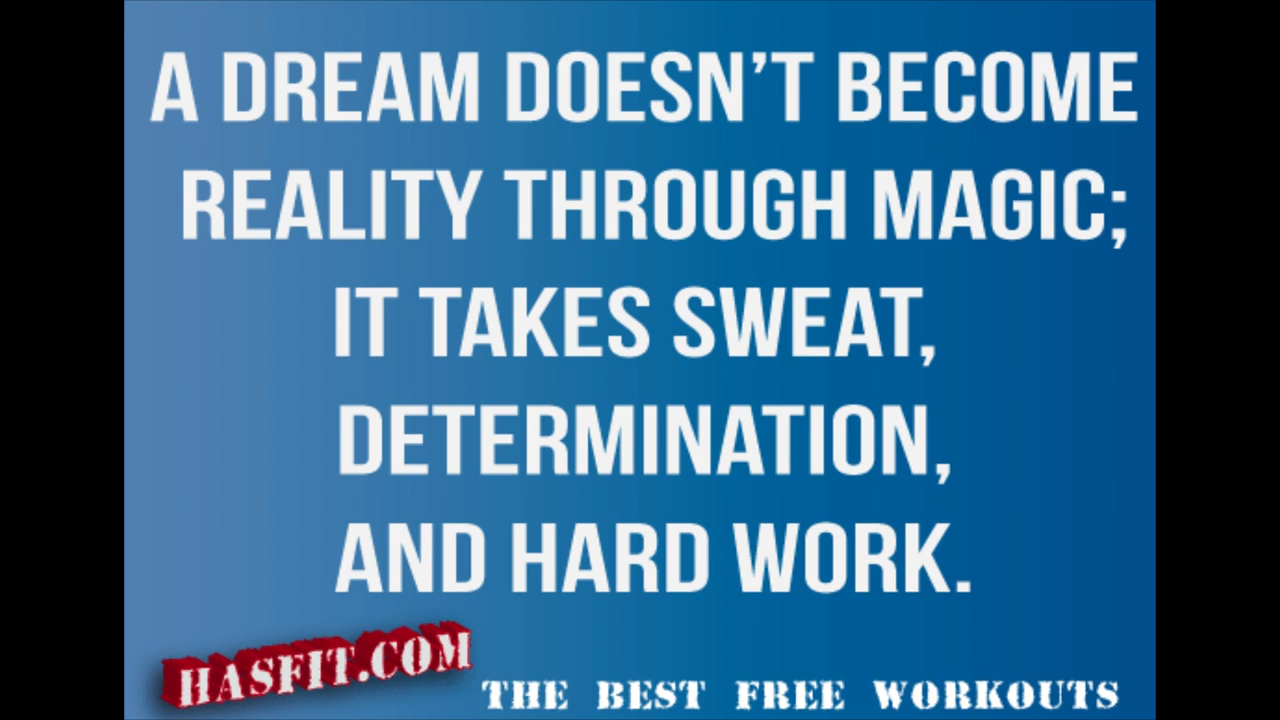 A DREAM DOESN’T BECOME
REALITY THROUGH MAGIC;
IT TAKES SWEAT,
DETERMINATION,
AND HARD WORK.
HASFIT.COM
THE BEST FREE WORKOUTS